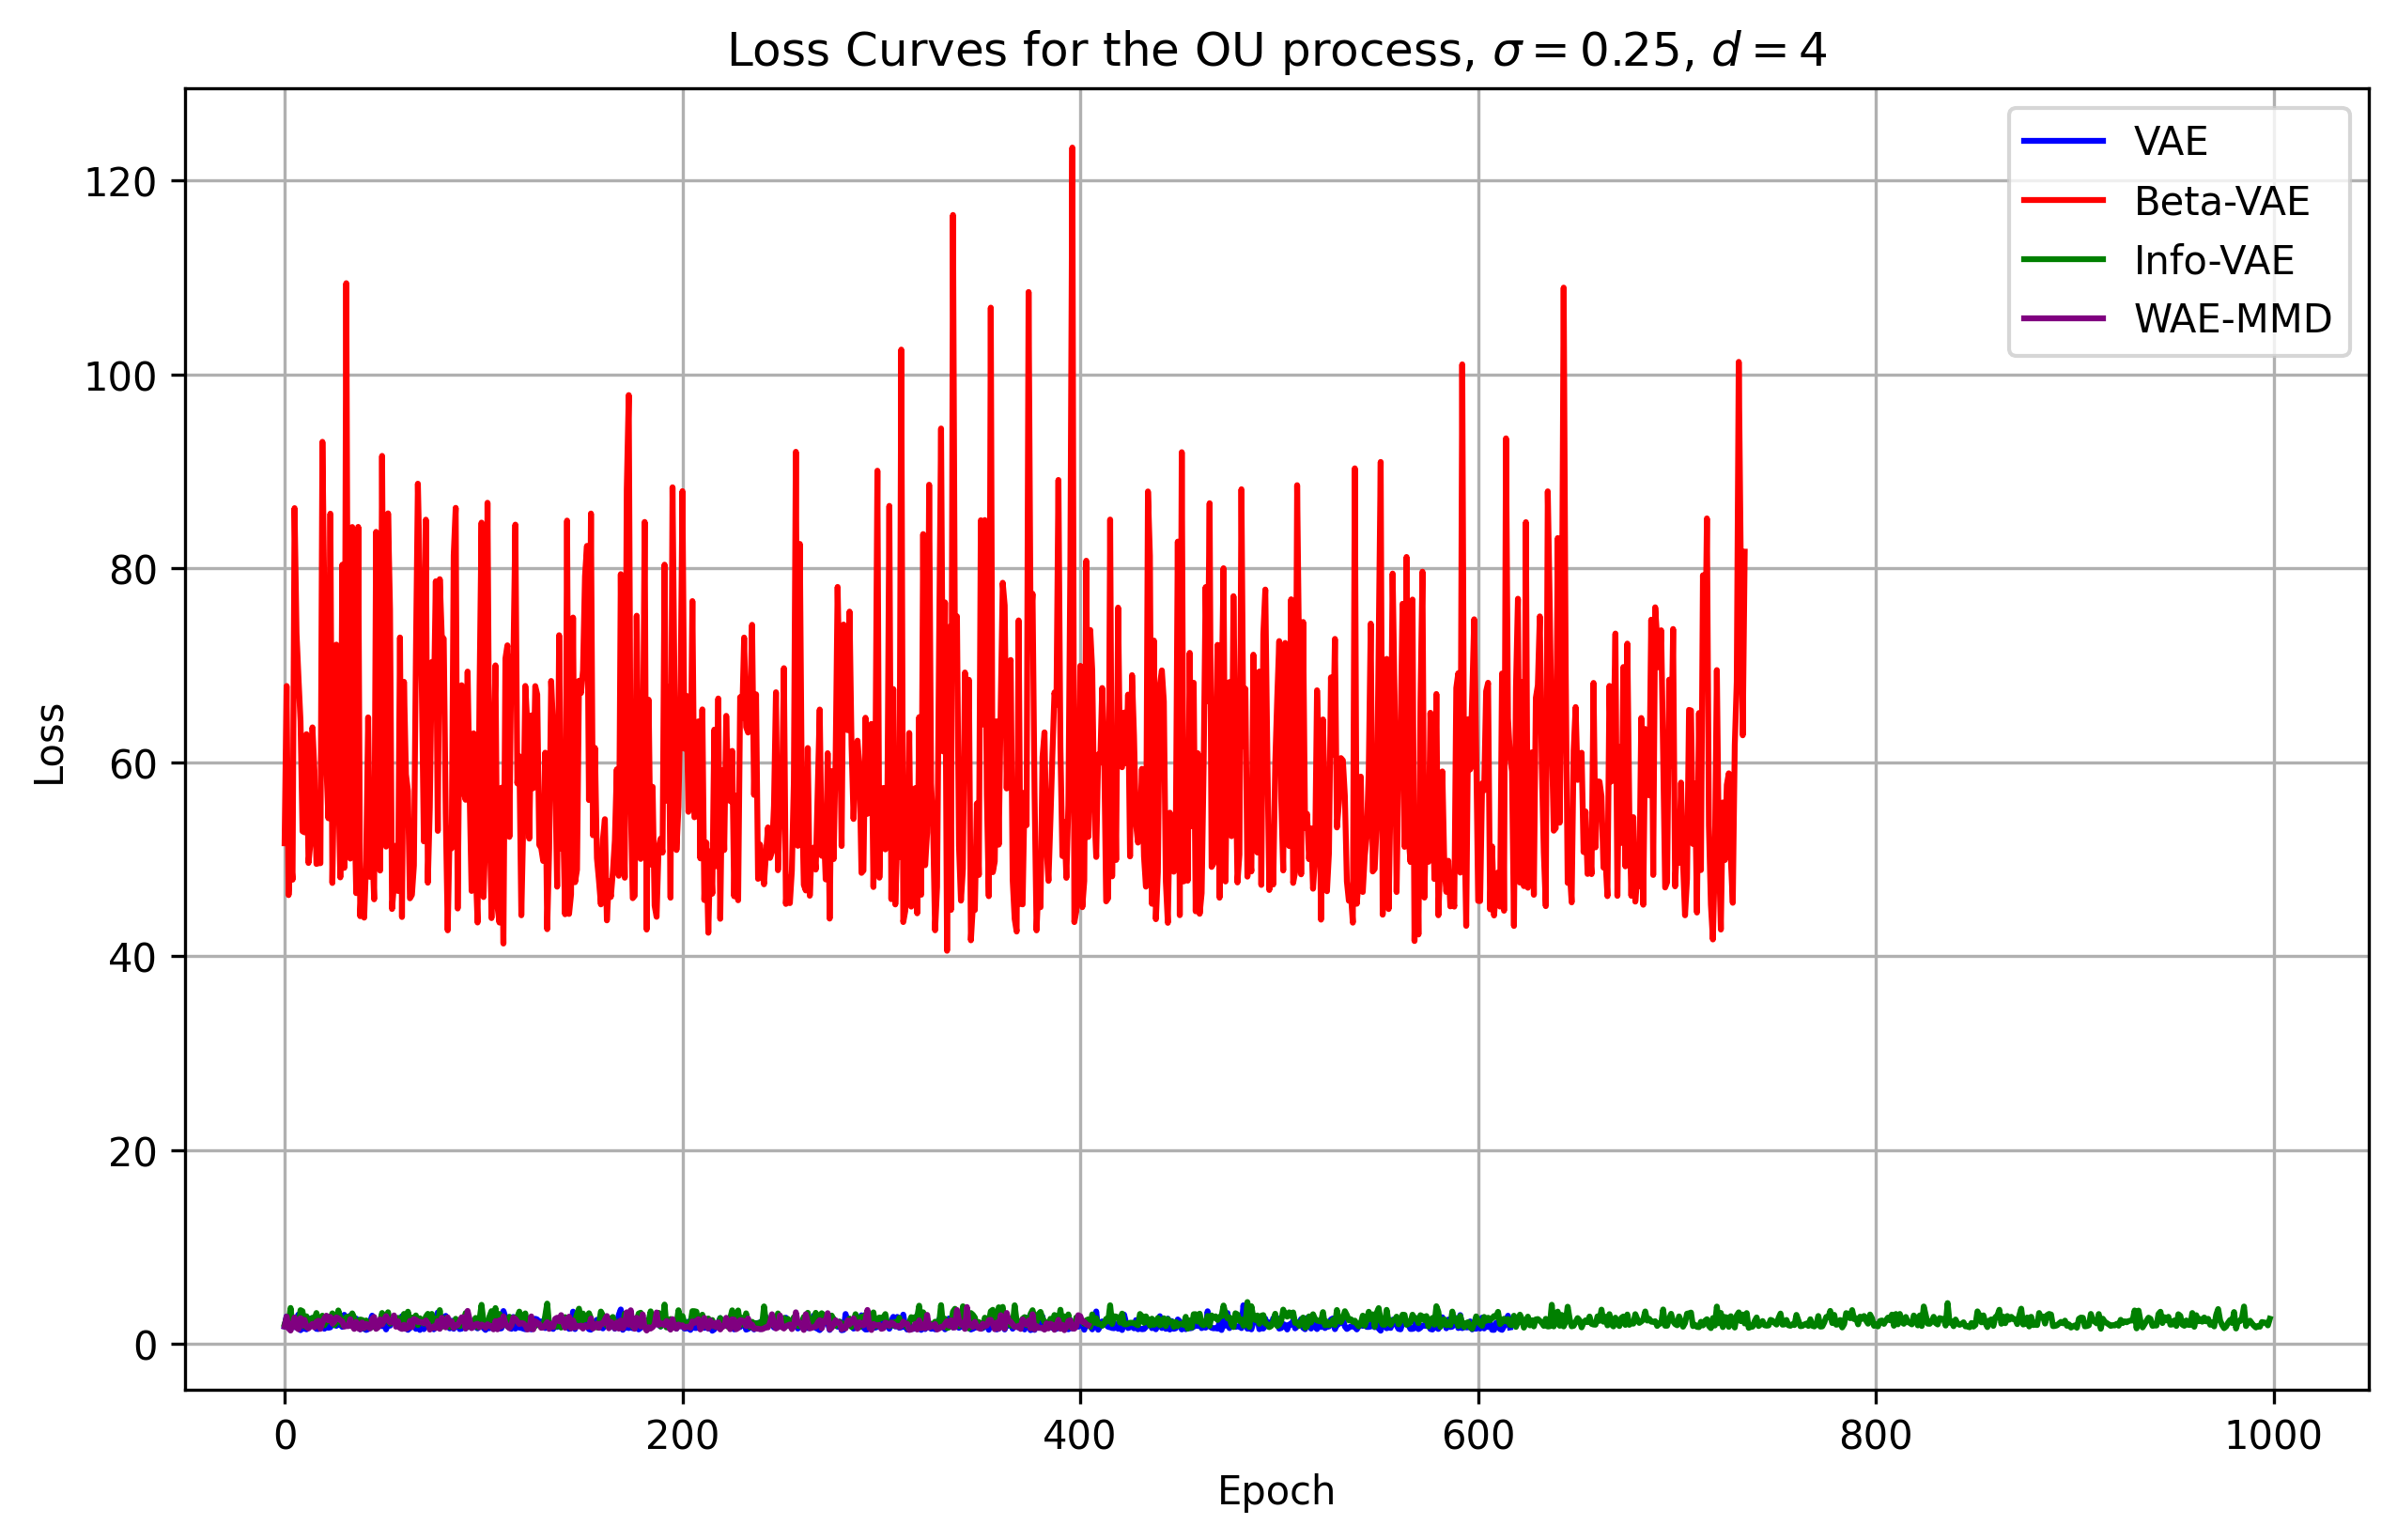 Loss Curves for the OU process, σ = 0.25, d = 4
VAE
Beta-VAE
Info-VAE
WAE-MMD
Loss
120
100
80
60
40
20
0
0 200 400 600 800 1000
Epoch